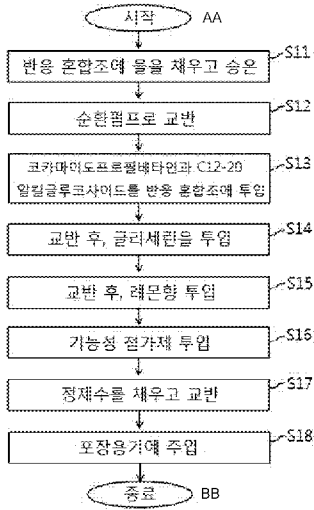 시작 AA
반응 혼합조에 물을 채우고 승온 S11
순환펌프로 교반 S12
코카마이도프로필베타인과 C12-20 S13
알킬글루코사이드를 반응 혼합조에 투입
교반 후, 글리세린을 투입 S14
교반 후, 레몬향 투입 S15
기능성 첨가제 투입 S16
정제수를 채우고 교반 S17
포장용기에 주입 S18
종료 BB